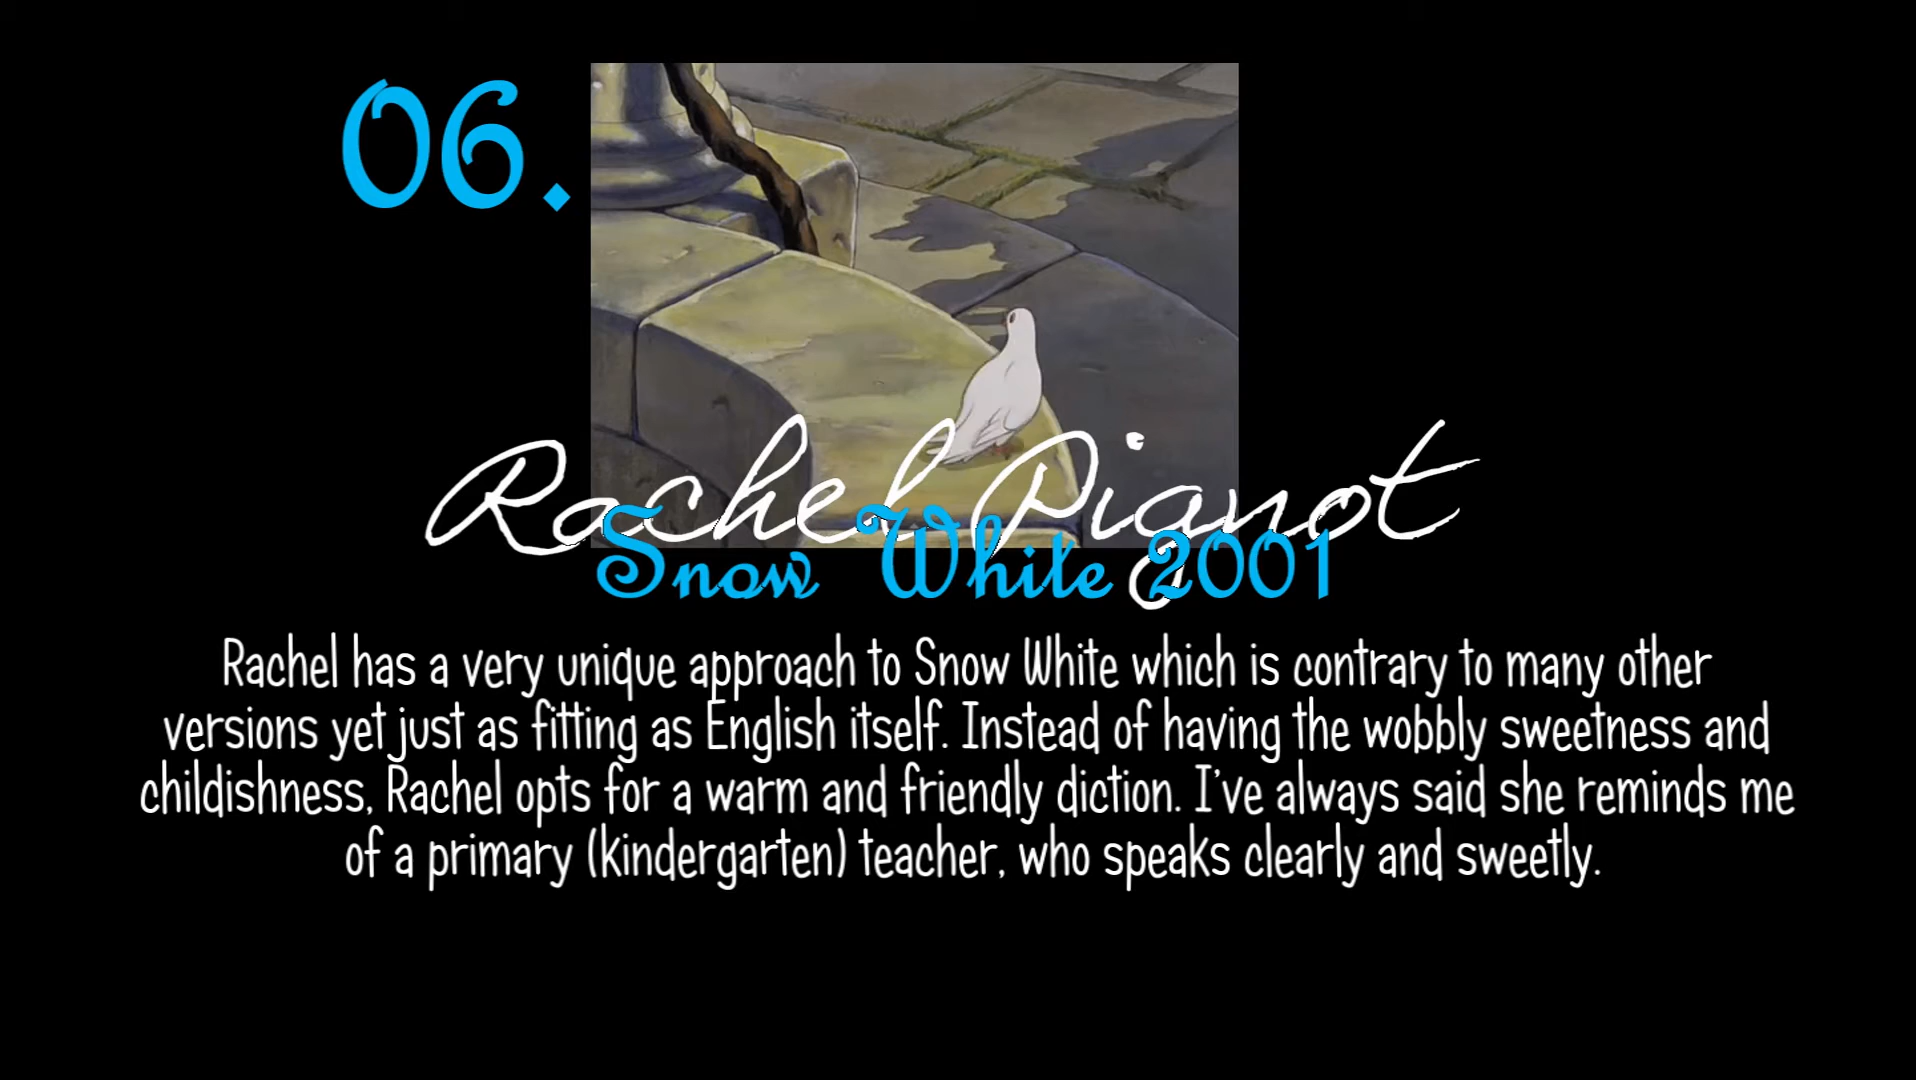 06.
Rachel Pignot
Snow White 2001
Rachel has a very unique approach to Snow White which is contrary to many other
versions yet just as fitting as English itself. Instead of having the wobbly sweetness and
childishness, Rachel opts for a warm and friendly diction. I've always said she reminds me
of a primary (kindergarten) teacher, who speaks clearly and sweetly.